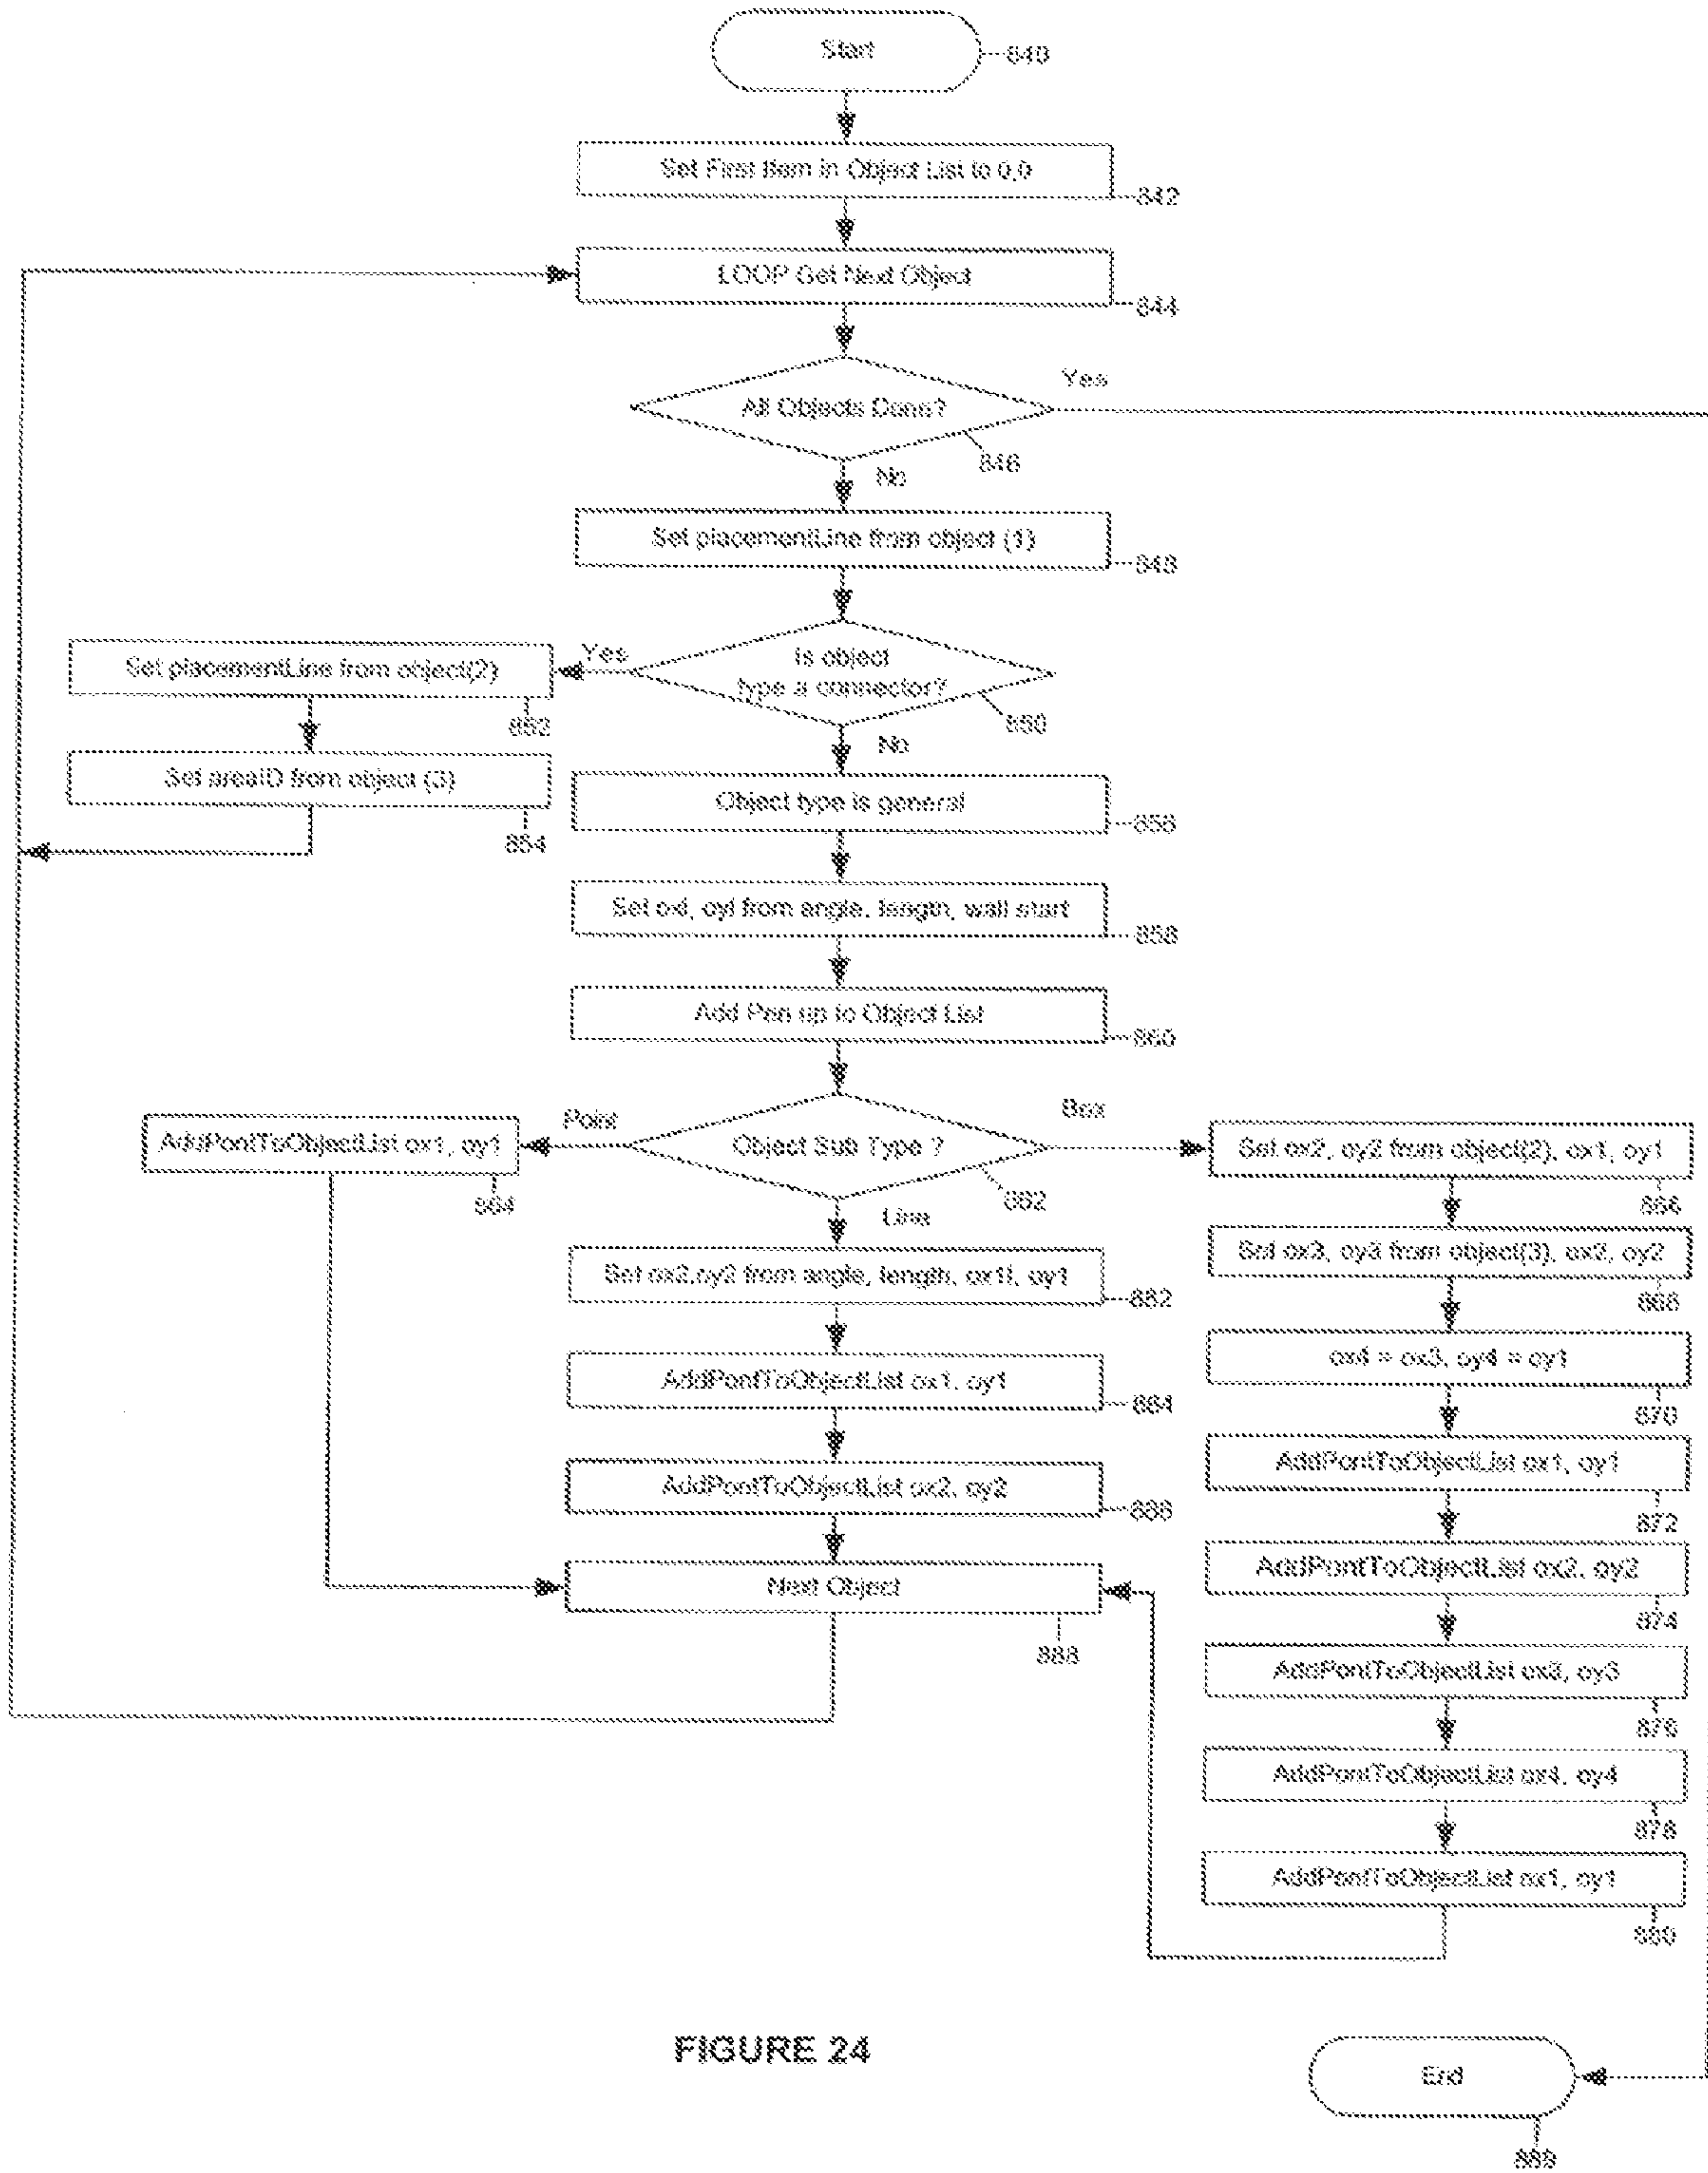 Start
840
Set First Item in Object List to 0,0
842
LOOP Get Next Object
844
All Objects Done?
Yes
846
No
Set placementLine from object (1)
848
Is object
type a connector?
Yes
850
Set placementLine from object(2)
852
Set areaID from object (3)
854
No
Object type is general
856
Set oxl, oyl from angle, length, wall start
858
Add Pen up to Object List
860
Object Sub Type ?
Point
Box
862
Line
AddPontToObjectList ox1, oy1
864
Set ox2, oy2 from object(2), ox1, oy1
866
Set ox2,oy2 from angle, length, ox1l, oy1
882
Set ox3, oy3 from object(3), ox2, oy2
868
AddPontToObjectList ox1, oy1
884
ox4 = ox3, oy4 = oy1
870
AddPontToObjectList ox2, oy2
886
AddPontToObjectList ox1, oy1
872
Next Object
888
AddPontToObjectList ox2, oy2
874
AddPontToObjectList ox3, oy3
876
AddPontToObjectList ox4, oy4
878
AddPontToObjectList ox1, oy1
880
FIGURE 24
End
889